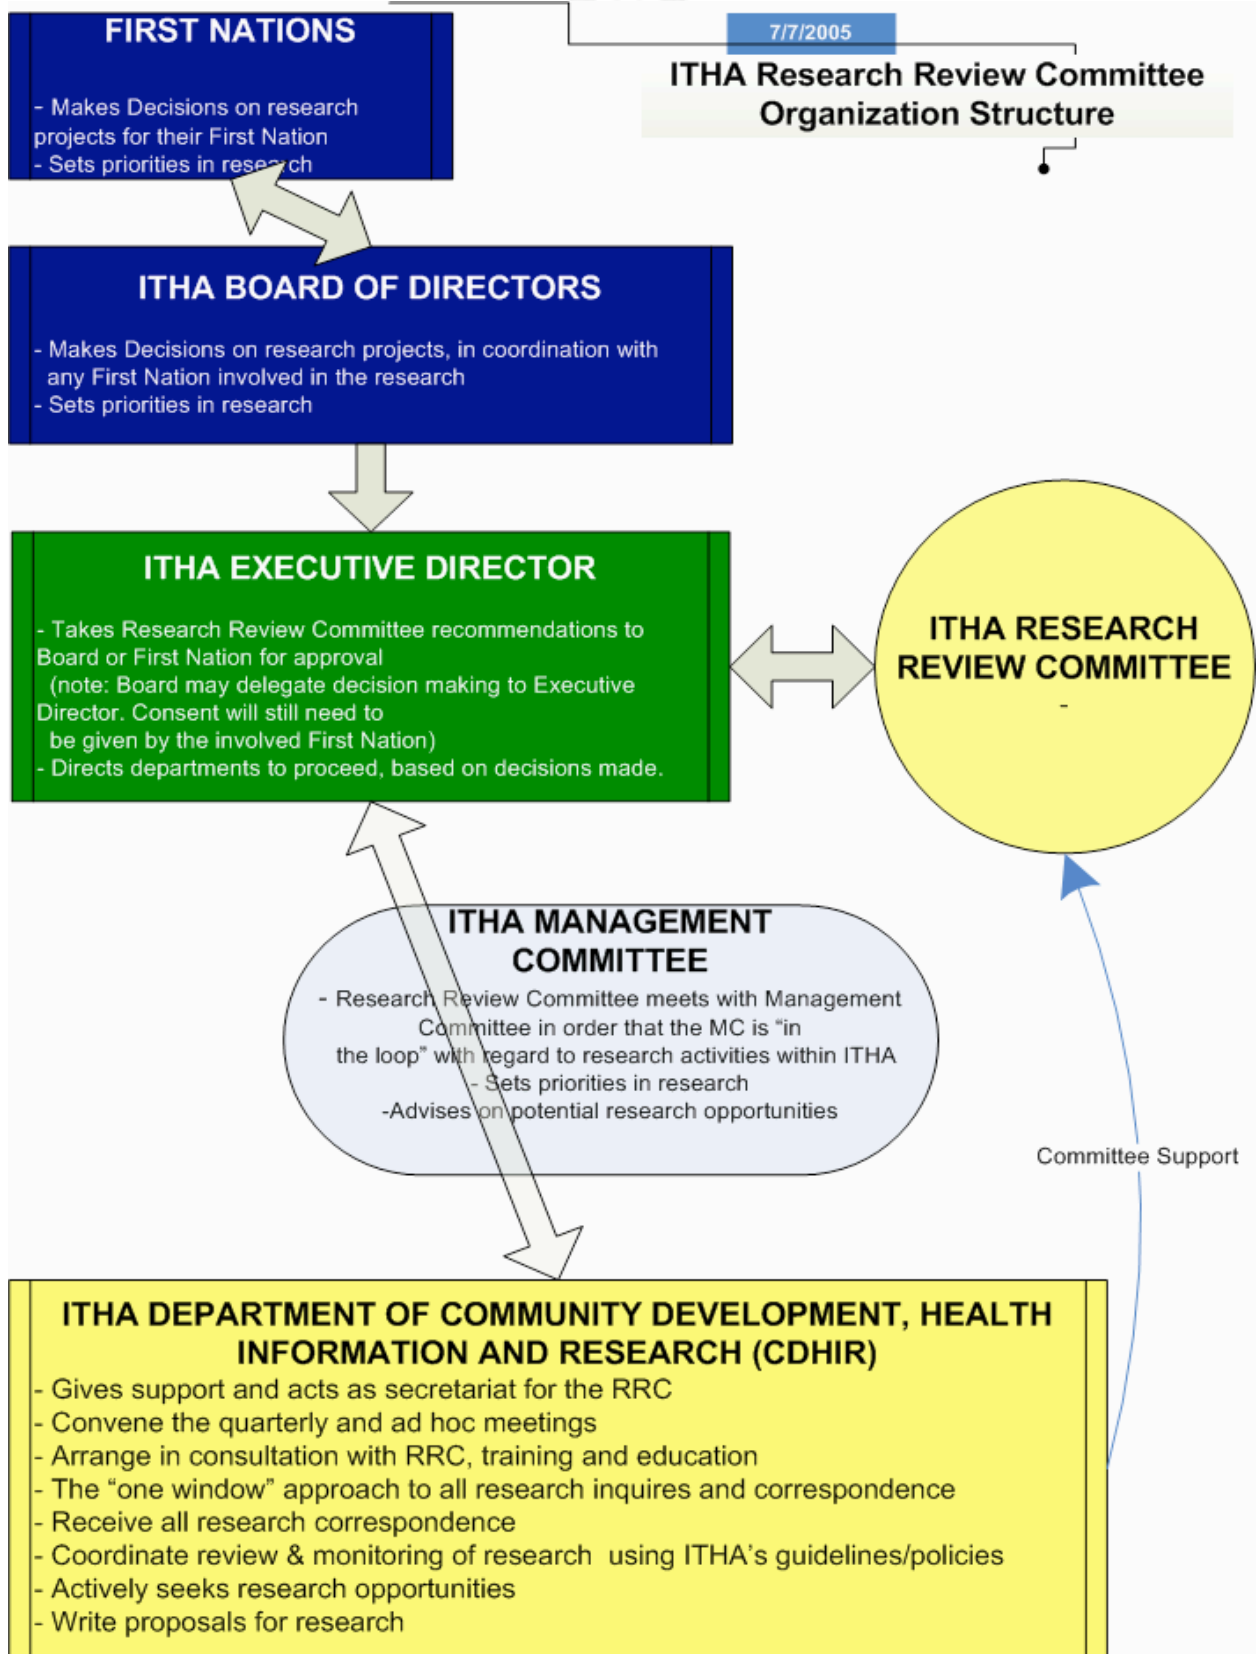 FIRST NATIONS
- Makes Decisions on research
projects for their First Nation
- Sets priorities in research
7/7/2005
ITHA Research Review Committee
Organization Structure
ITHA BOARD OF DIRECTORS
- Makes Decisions on research projects, in coordination with
any First Nation involved in the research
- Sets priorities in research
ITHA EXECUTIVE DIRECTOR
- Takes Research Review Committee recommendations to
Board or First Nation for approval
(note: Board may delegate decision making to Executive
Director. Consent will still need to
be given by the involved First Nation)
- Directs departments to proceed, based on decisions made.
ITHA RESEARCH
REVIEW COMMITTEE
-
ITHA MANAGEMENT
COMMITTEE
- Research Review Committee meets with Management
Committee in order that the MC is “in
the loop” with regard to research activities within ITHA
- Sets priorities in research
-Advises on potential research opportunities
Committee Support
ITHA DEPARTMENT OF COMMUNITY DEVELOPMENT, HEALTH
INFORMATION AND RESEARCH (CDHIR)
- Gives support and acts as secretariat for the RRC
- Convene the quarterly and ad hoc meetings
- Arrange in consultation with RRC, training and education
- The “one window” approach to all research inquires and correspondence
- Receive all research correspondence
- Coordinate review & monitoring of research  using ITHA’s guidelines/policies
- Actively seeks research opportunities
- Write proposals for research